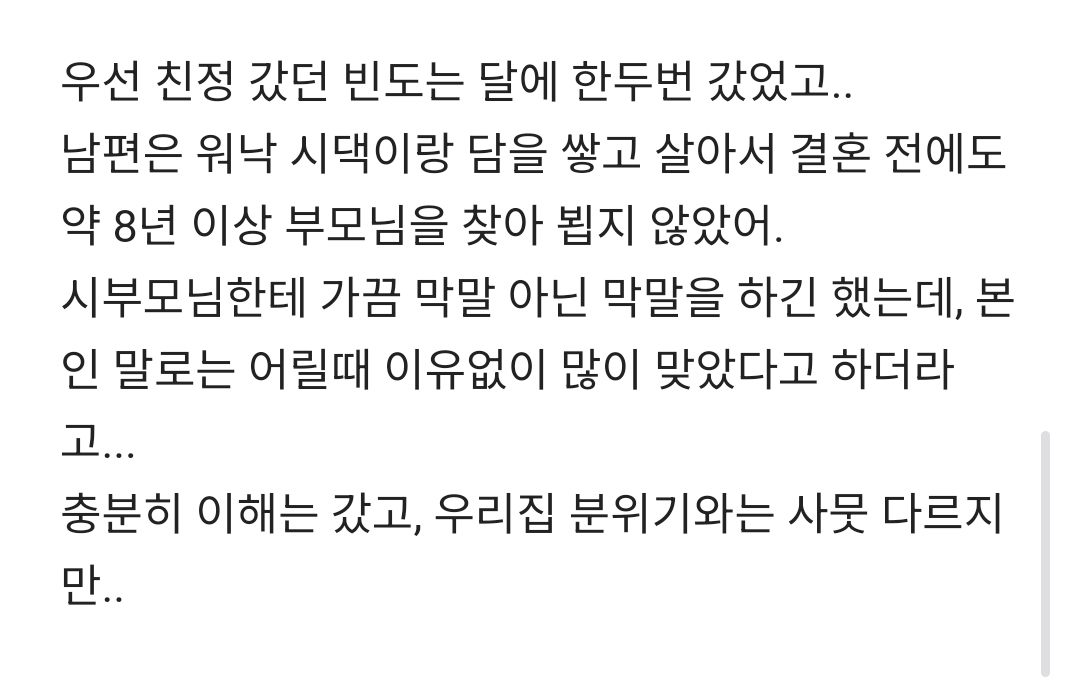 우선 친정 갔던 빈도는 달에 한두번 갔었고..
남편은 워낙 시댁이랑 담을 쌓고 살아서 결혼 전에도
약 8년 이상 부모님을 찾아 뵙지 않았어.
시부모님한테 가끔 막말 아닌 막말을 하긴 했는데, 본
인 말로는 어릴때 이유없이 많이 맞았다고 하더라
고...
충분히 이해는 갔고, 우리집 분위기와는 사뭇 다르지
만..